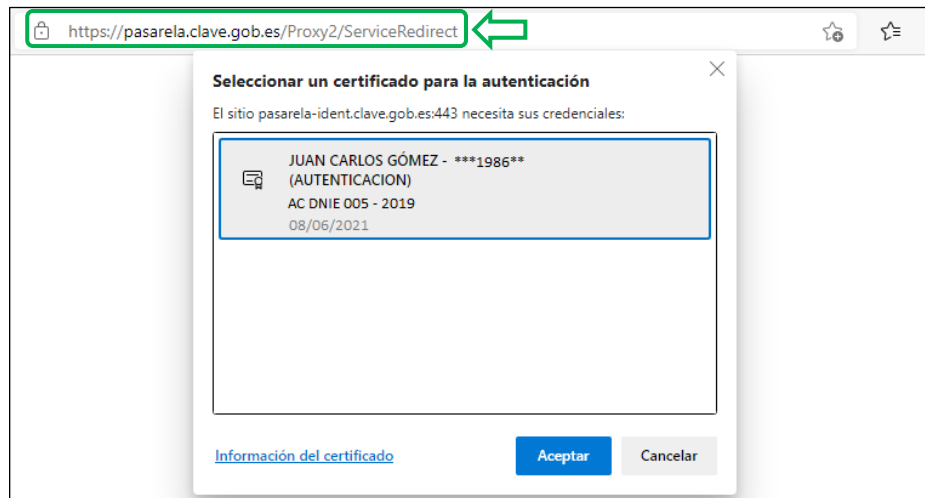 https://pasarela.clave.gob.es/Proxy2/ServiceRedirect
Seleccionar un certificado para la autenticación
El sitio pasarela-ident.clave.gob.es:443 necesita sus credenciales:
JUAN CARLOS GÓMEZ - ***1986**
(AUTENTICACION)
AC DNIE 005 - 2019
08/06/2021
Información del certificado
Aceptar
Cancelar